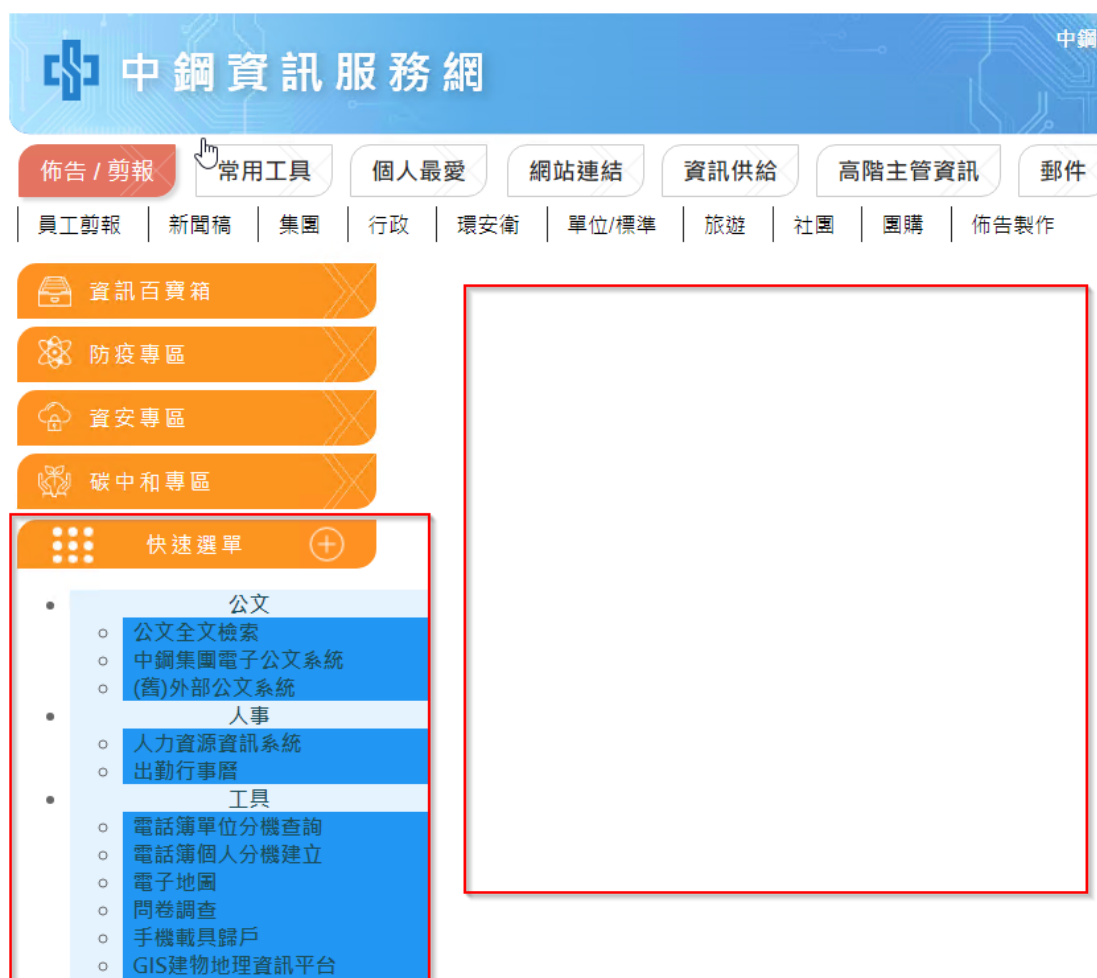 中鋼
中鋼資訊服務網
佈告 / 剪報 常用工具 個人最愛 網站連結 資訊供給 高階主管資訊 郵件
員工剪報 新聞稿 集團 行政 環安衛 單位/標準 旅遊 社團 團購 佈告製作
資訊百寶箱
防疫專區
資安專區
碳中和專區
快速選單
公文
公文全文檢索
中鋼集團電子公文系統
(舊)外部公文系統
人事
人力資源資訊系統
出勤行事曆
工具
電話簿單位分機查詢
電話簿個人分機建立
電子地圖
問卷調查
手機載具歸戶
GIS建物地理資訊平台